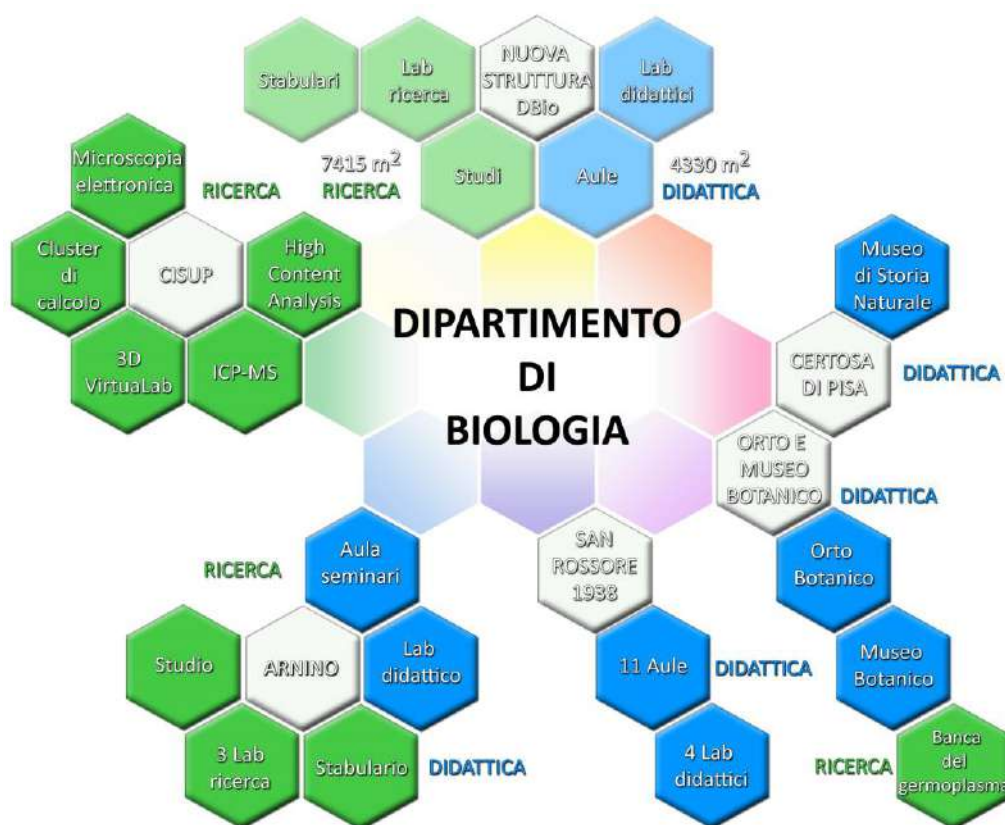 Stabulari
Lab
ricerca
NUOVA
STRUTTURA
DBio
Lab
didattici
7415 m²
RICERCA
Studi
Aule
4330 m²
DIDATTICA
Microscopia
elettronica
RICERCA
Cluster
di
calcolo
CISUP
High
Content
Analysis
3D
VirtuaLab
ICP-MS
DIPARTIMENTO
DI
BIOLOGIA
Museo
di Storia
Naturale
CERTOSA
DI PISA
DIDATTICA
ORTO E
MUSEO
BOTANICO
DIDATTICA
Orto
Botanico
Museo
Botanico
RICERCA
Banca
del
germoplasma
SAN
ROSSORE
1938
11 Aule
DIDATTICA
4 Lab
didattici
RICERCA
Aula
seminari
Studio
ARNINO
Lab
didattico
3 Lab
ricerca
Stabulario
DIDATTICA